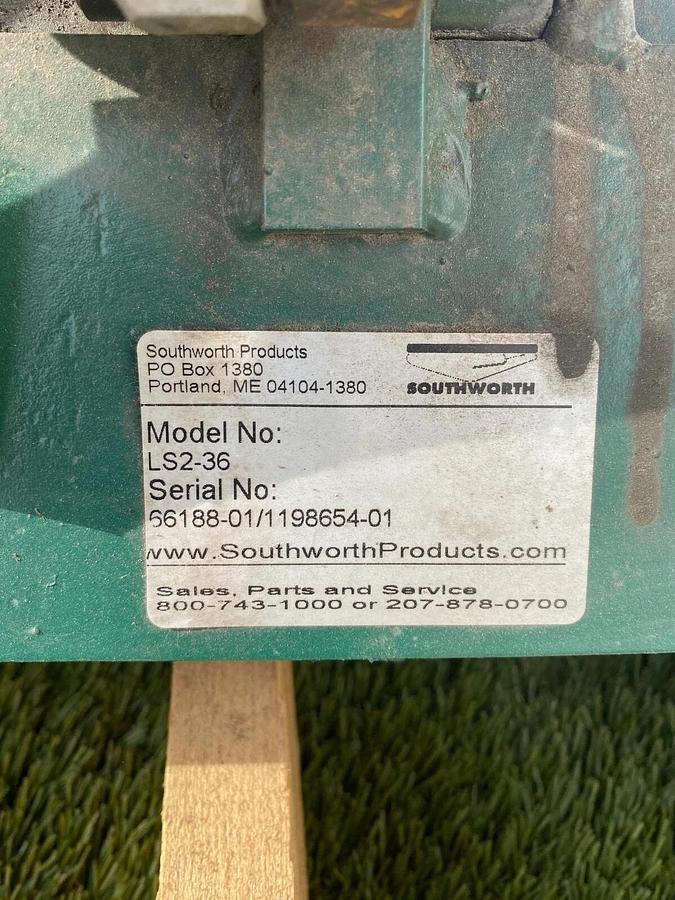 Southworth Products
PO Box 1380
Portland, ME 04104-1380
SOUTHWORTH
Model No:
LS2-36
Serial No:
66188-01/1198654-01
www.SouthworthProducts.com
Sales, Parts and Service
800-743-1000 or 207-878-0700